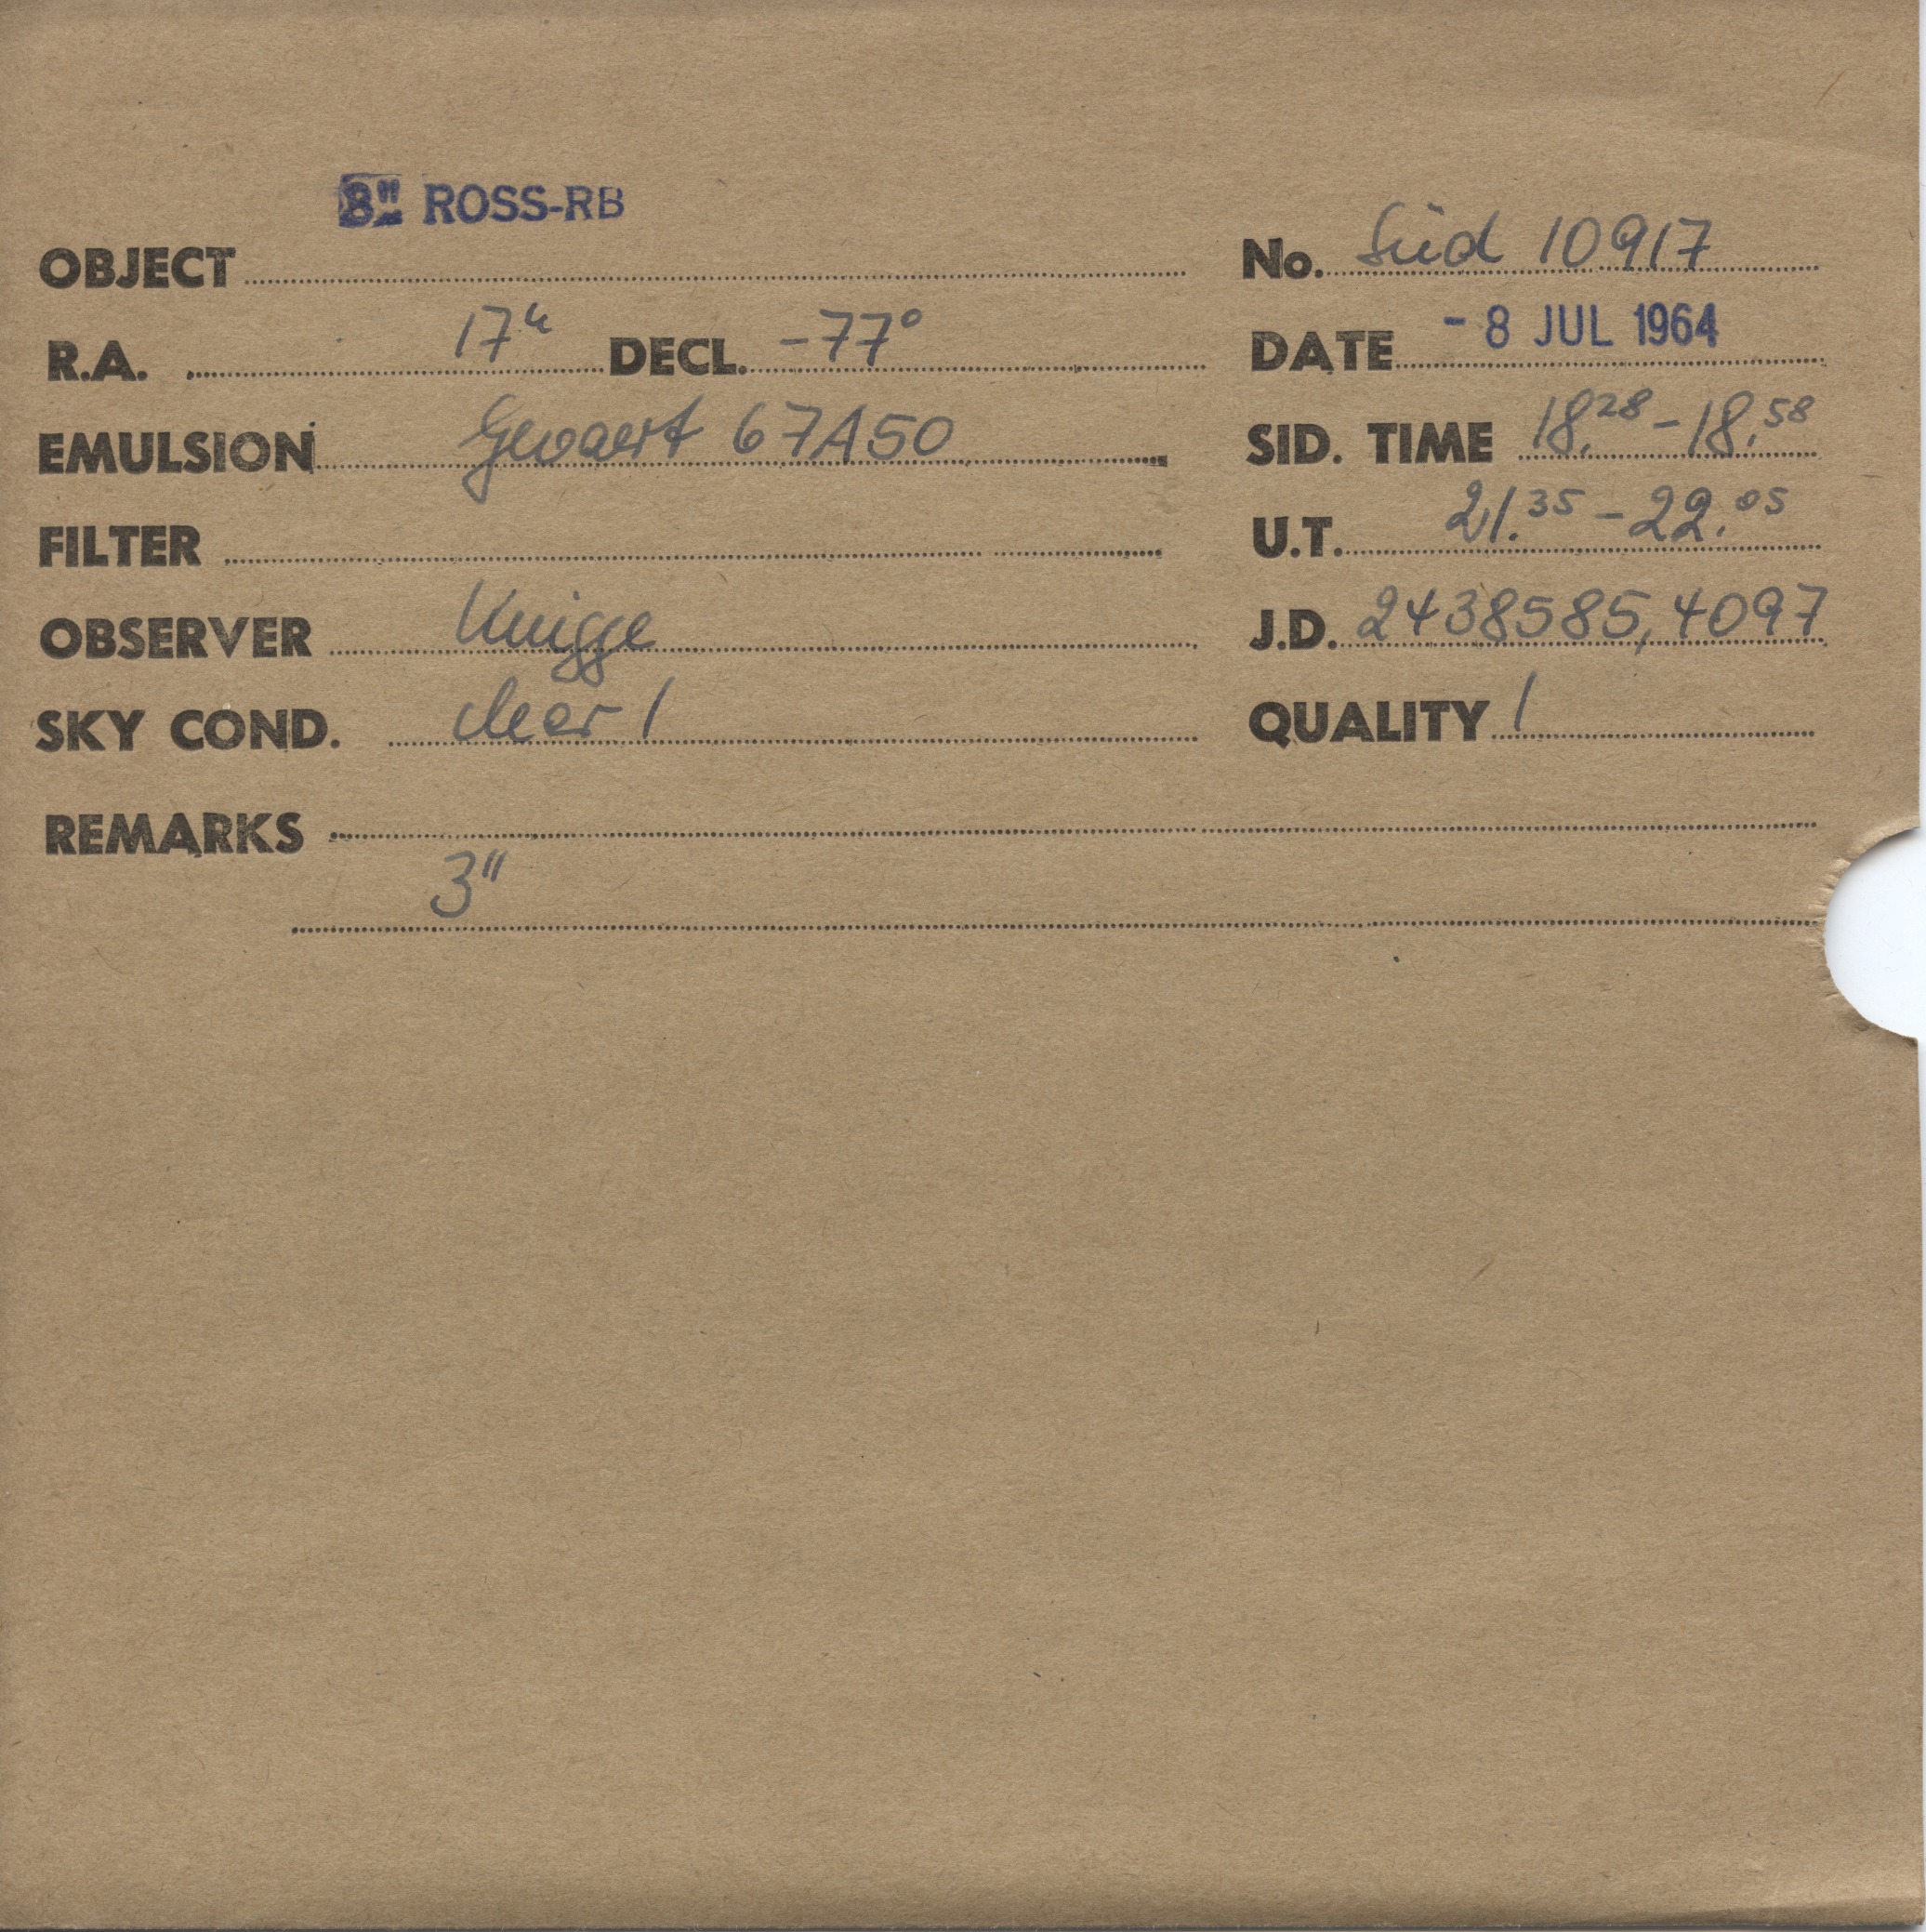 8" ROSS-RB
OBJECT No. Süd 10917
R.A. 17h DECL. -77° DATE - 8 JUL 1964
EMULSION Gevaert 67A50 SID. TIME 18.28 - 18.58
FILTER U.T. 21.35 - 22.05
OBSERVER Knigge J.D. 2438585,4097
SKY COND. clear 1 QUALITY 1
REMARKS
3"